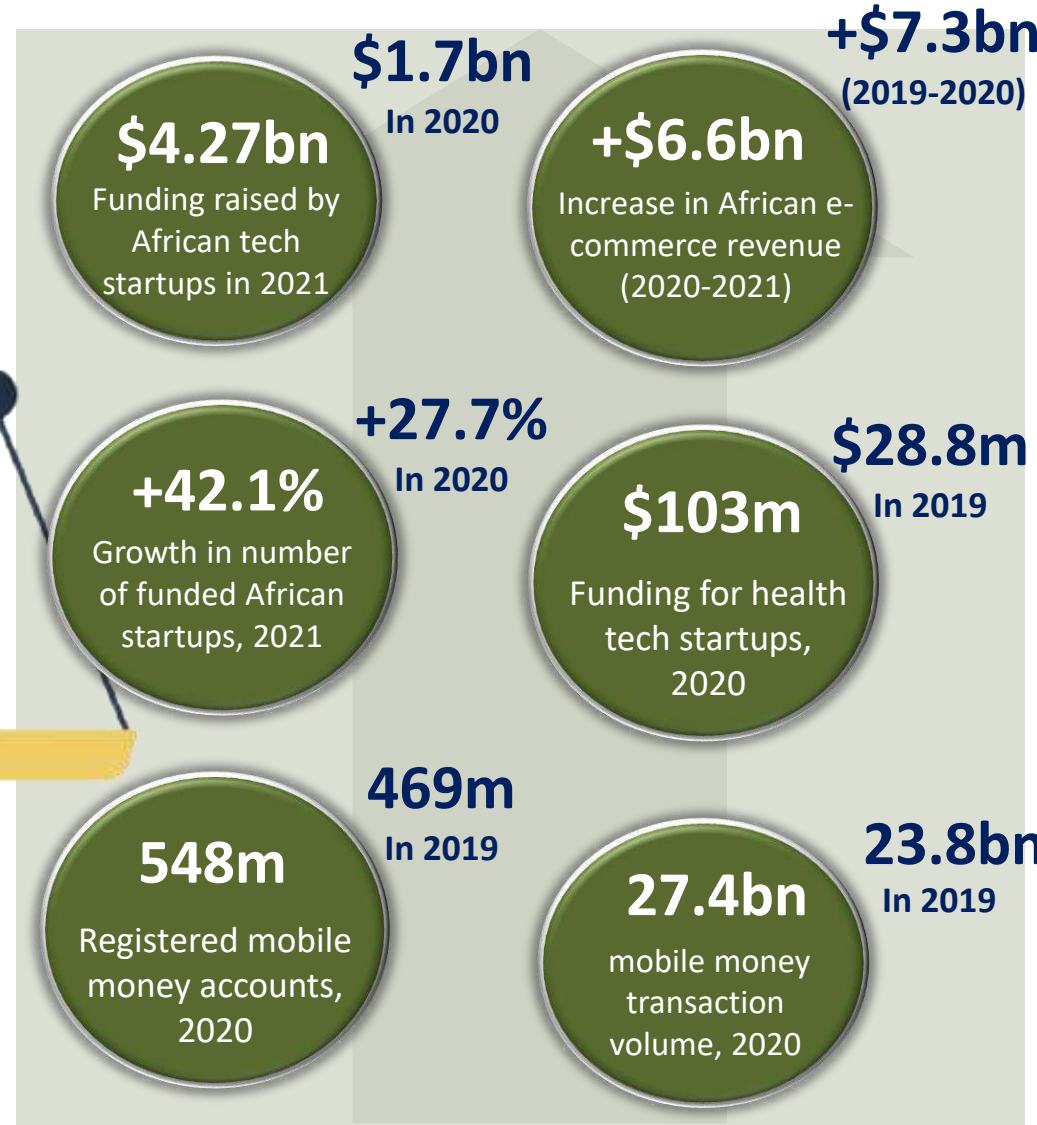 $4.27bn
Funding raised by
African tech
startups in 2021
$1.7bn
In 2020
+$6.6bn
Increase in African e-
commerce revenue
(2020-2021)
+$7.3bn
(2019-2020)
+42.1%
Growth in number
of funded African
startups, 2021
+27.7%
In 2020
$103m
Funding for health
tech startups,
2020
$28.8m
In 2019
548m
Registered mobile
money accounts,
2020
469m
In 2019
27.4bn
mobile money
transaction
volume, 2020
23.8bn
In 2019